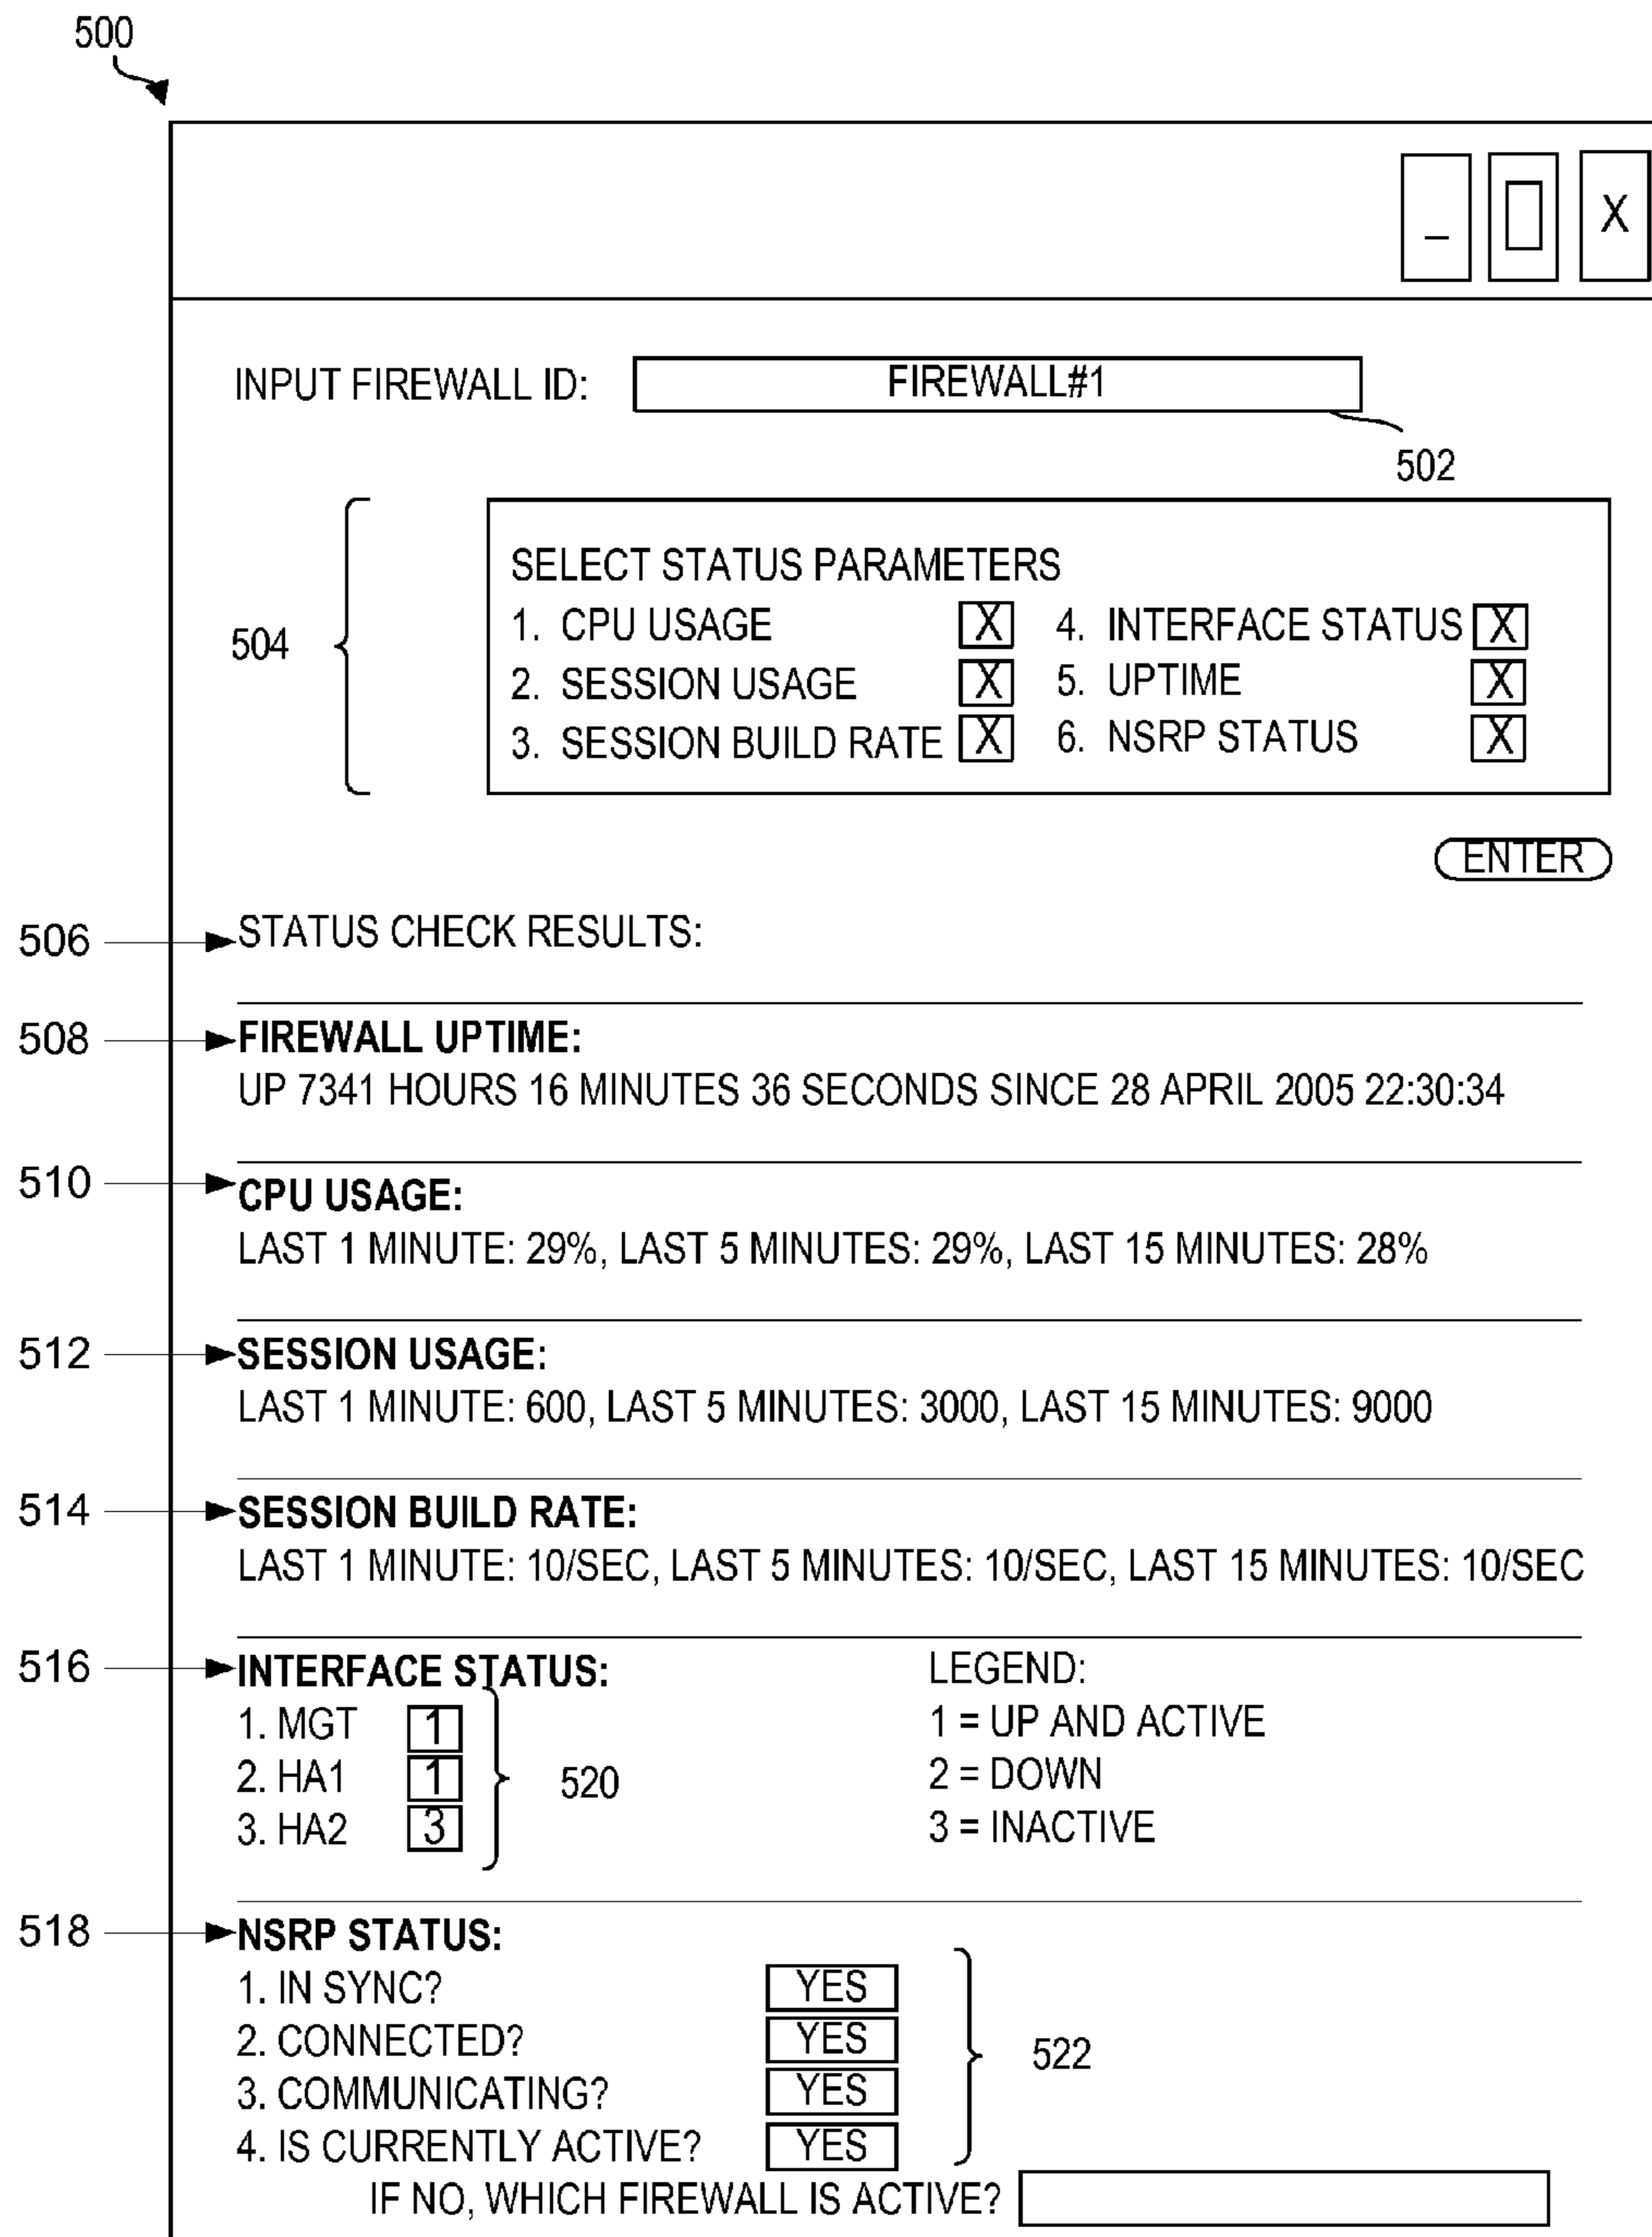 500
_ X
INPUT FIREWALL ID: FIREWALL#1
502
504
SELECT STATUS PARAMETERS
1. CPU USAGE X 4. INTERFACE STATUS X
2. SESSION USAGE X 5. UPTIME X
3. SESSION BUILD RATE X 6. NSRP STATUS X
ENTER
506 STATUS CHECK RESULTS:
508 FIREWALL UPTIME:
UP 7341 HOURS 16 MINUTES 36 SECONDS SINCE 28 APRIL 2005 22:30:34
510 CPU USAGE:
LAST 1 MINUTE: 29%, LAST 5 MINUTES: 29%, LAST 15 MINUTES: 28%
512 SESSION USAGE:
LAST 1 MINUTE: 600, LAST 5 MINUTES: 3000, LAST 15 MINUTES: 9000
514 SESSION BUILD RATE:
LAST 1 MINUTE: 10/SEC, LAST 5 MINUTES: 10/SEC, LAST 15 MINUTES: 10/SEC
516 INTERFACE STATUS: LEGEND:
1. MGT 1 1 = UP AND ACTIVE
2. HA1 1 520 2 = DOWN
3. HA2 3 3 = INACTIVE
518 NSRP STATUS:
1. IN SYNC? YES
2. CONNECTED? YES 522
3. COMMUNICATING? YES
4. IS CURRENTLY ACTIVE? YES
IF NO, WHICH FIREWALL IS ACTIVE?